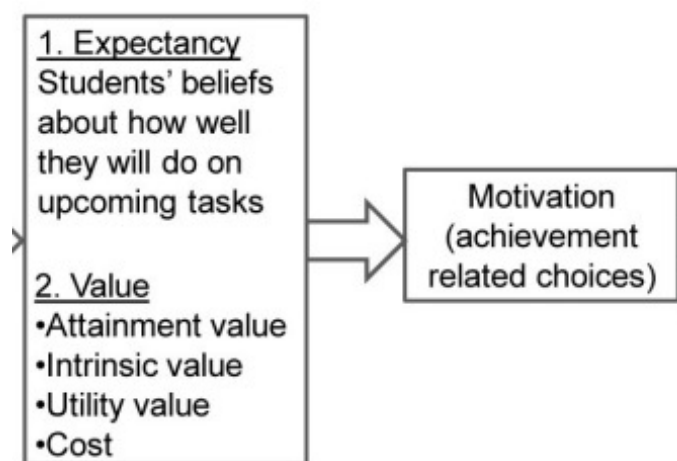 1. Expectancy
Students’ beliefs
about how well
they will do on
upcoming tasks
2. Value
•Attainment value
•Intrinsic value
•Utility value
•Cost
Motivation
(achievement
related choices)